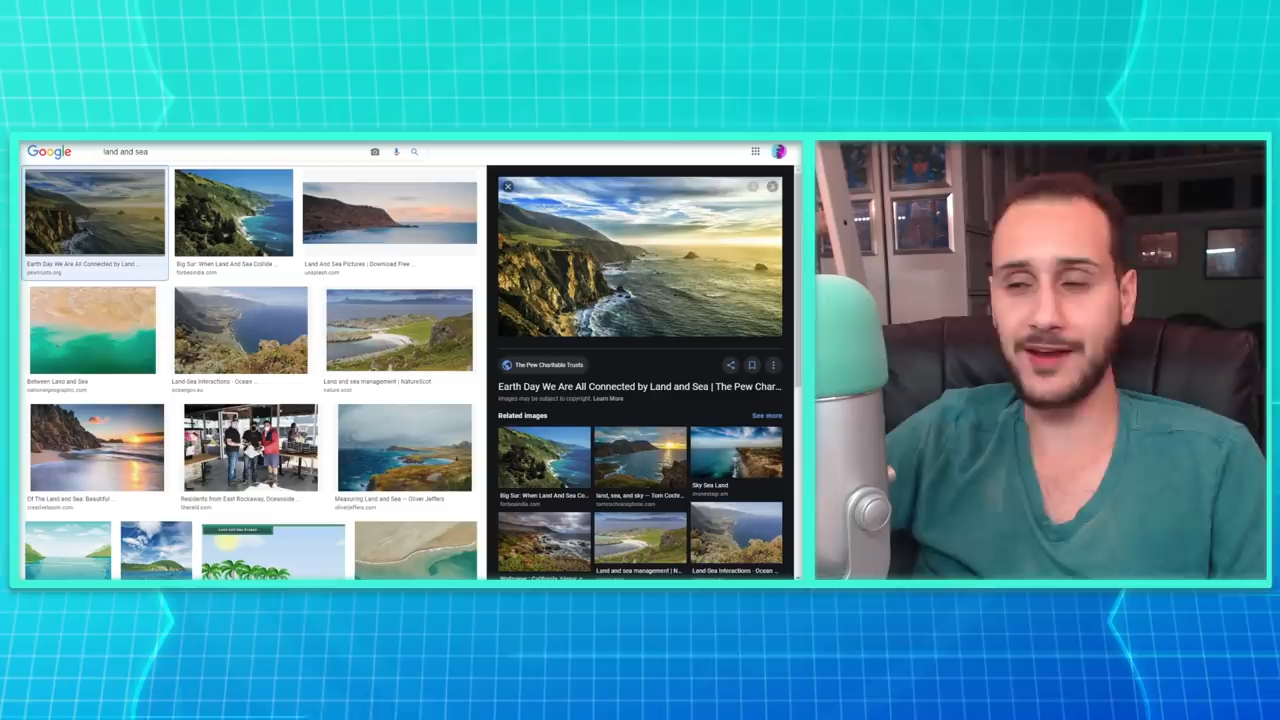 Google
land and sea
Earth Day We Are All Connected by Land ...
pewtrusts.org
Big Sur: When Land And Sea Collide ...
forbesindia.com
Land And Sea Pictures | Download Free ...
unsplash.com
Between Land and Sea
nationalgeographic.com
Land-Sea Interactions - Ocean ...
oceangov.eu
Land and sea management | NatureScot
nature.scot
Of The Land and Sea: Beautiful ...
creativeboom.com
Residents from East Rockaway, Oceanside ...
liherald.com
Measuring Land and Sea — Oliver Jeffers
oliverjeffers.com
The Pew Charitable Trusts
Earth Day We Are All Connected by Land and Sea | The Pew Char...
Images may be subject to copyright. Learn More
Related images
See more
Big Sur: When Land And Sea Co...
forbesindia.com
land, sea, and sky — Tom Cochr...
tomcochranephoto.com
Sky Sea Land
dronestagr.am
Land and sea management | N...
Land-Sea Interactions - Ocean ...